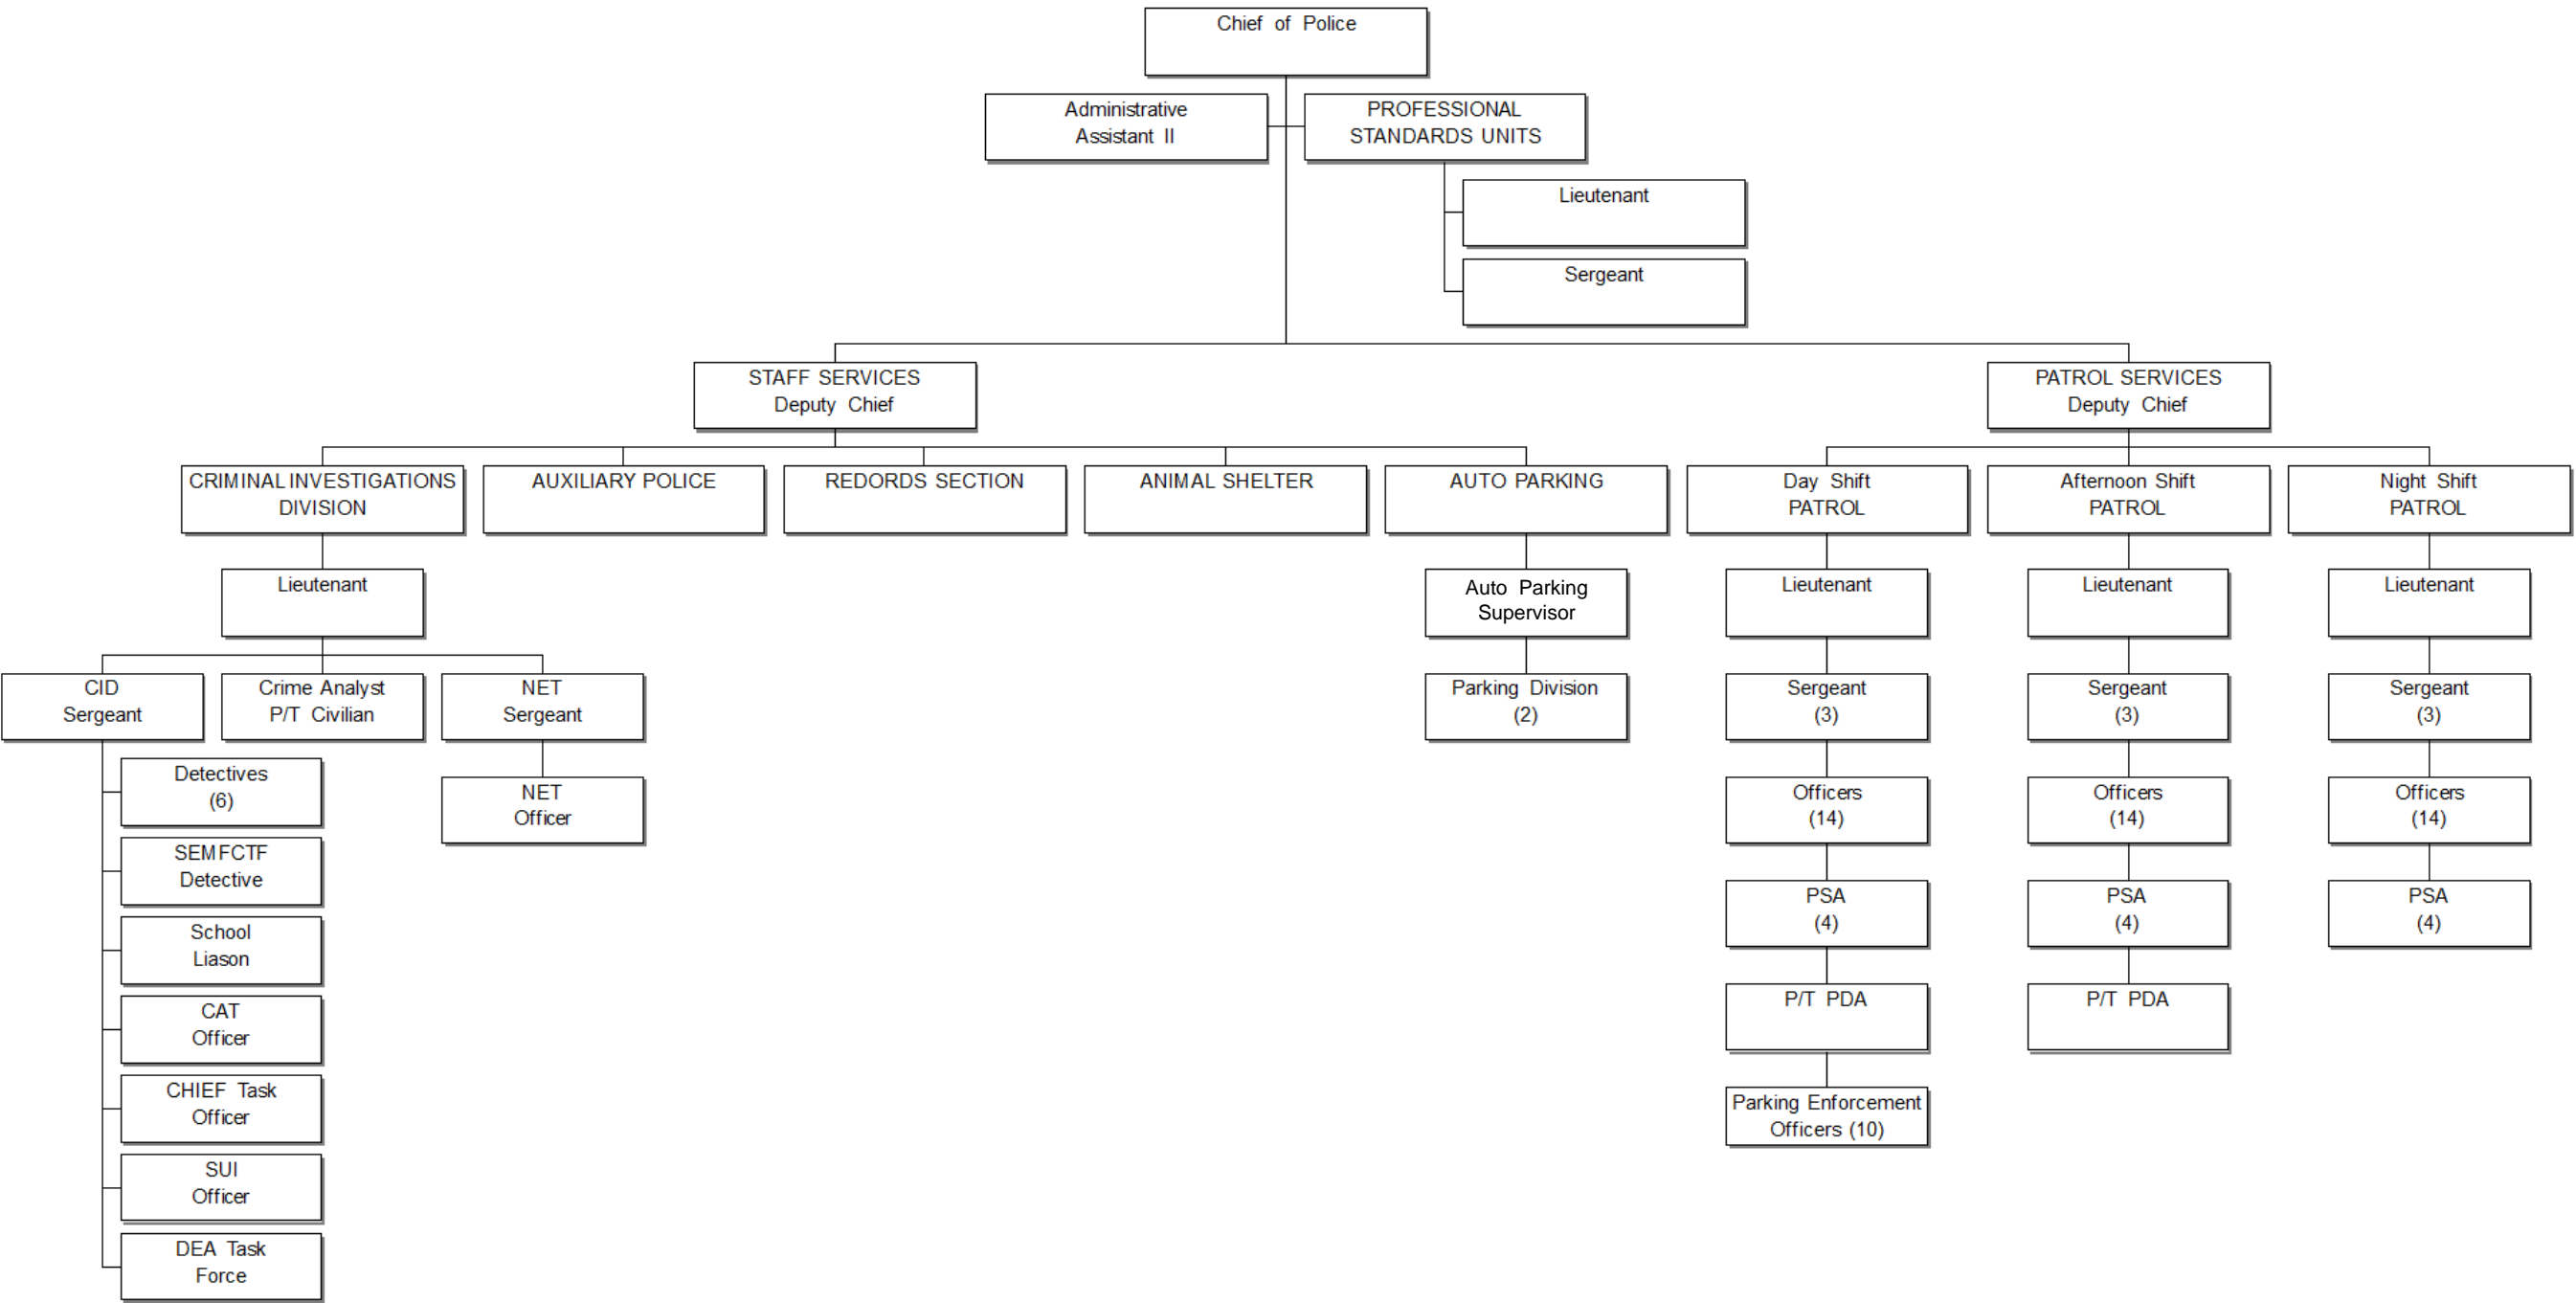 Chief of Police
Administrative
Assistant II
PROFESSIONAL
STANDARDS UNITS
Lieutenant
Sergeant
STAFF SERVICES
Deputy Chief
PATROL SERVICES
Deputy Chief
CRIMINAL INVESTIGATIONS
DIVISION
AUXILIARY POLICE
REDORDS SECTION
ANIMAL SHELTER
AUTO PARKING
Day Shift
PATROL
Afternoon Shift
PATROL
Night Shift
PATROL
Lieutenant
Auto Parking
Supervisor
Lieutenant
Lieutenant
Lieutenant
CID
Sergeant
Crime Analyst
P/T Civilian
NET
Sergeant
Parking Division
(2)
Sergeant
(3)
Sergeant
(3)
Sergeant
(3)
Detectives
(6)
NET
Officer
Officers
(14)
Officers
(14)
Officers
(14)
SEMFCTF
Detective
PSA
(4)
PSA
(4)
PSA
(4)
School
Liason
CAT
Officer
P/T PDA
P/T PDA
CHIEF Task
Officer
Parking Enforcement
Officers (10)
SUI
Officer
DEA Task
Force